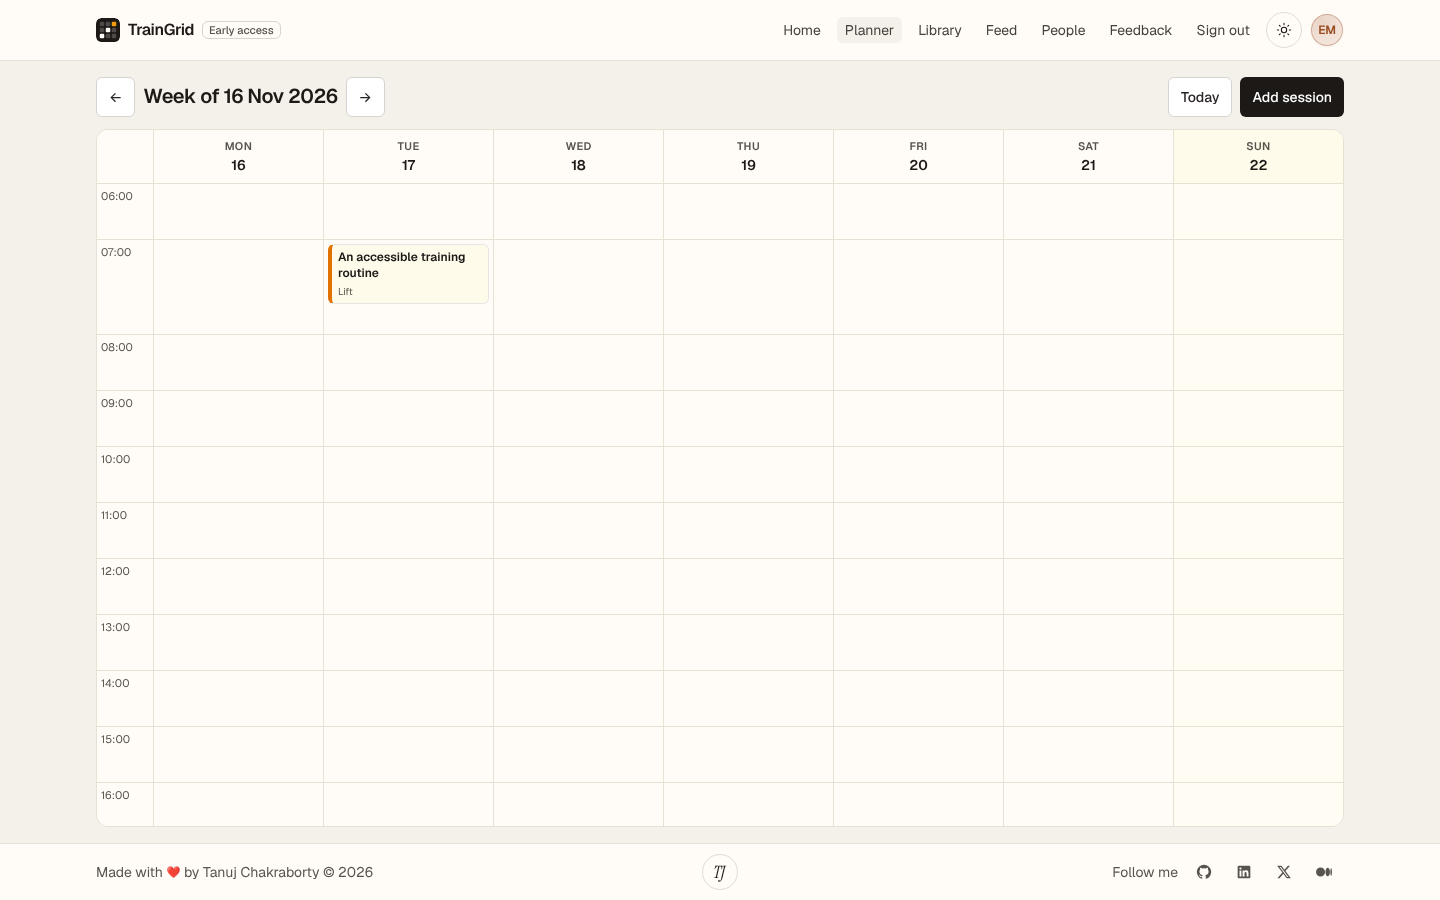 TrainGrid Early access
Home Planner Library Feed People Feedback Sign out EM
← Week of 16 Nov 2026 → Today Add session
MON TUE WED THU FRI SAT SUN
16 17 18 19 20 21 22
06:00
07:00
An accessible training
routine
Lift
08:00
09:00
10:00
11:00
12:00
13:00
14:00
15:00
16:00
Made with ❤️ by Tanuj Chakraborty © 2026 TJ Follow me